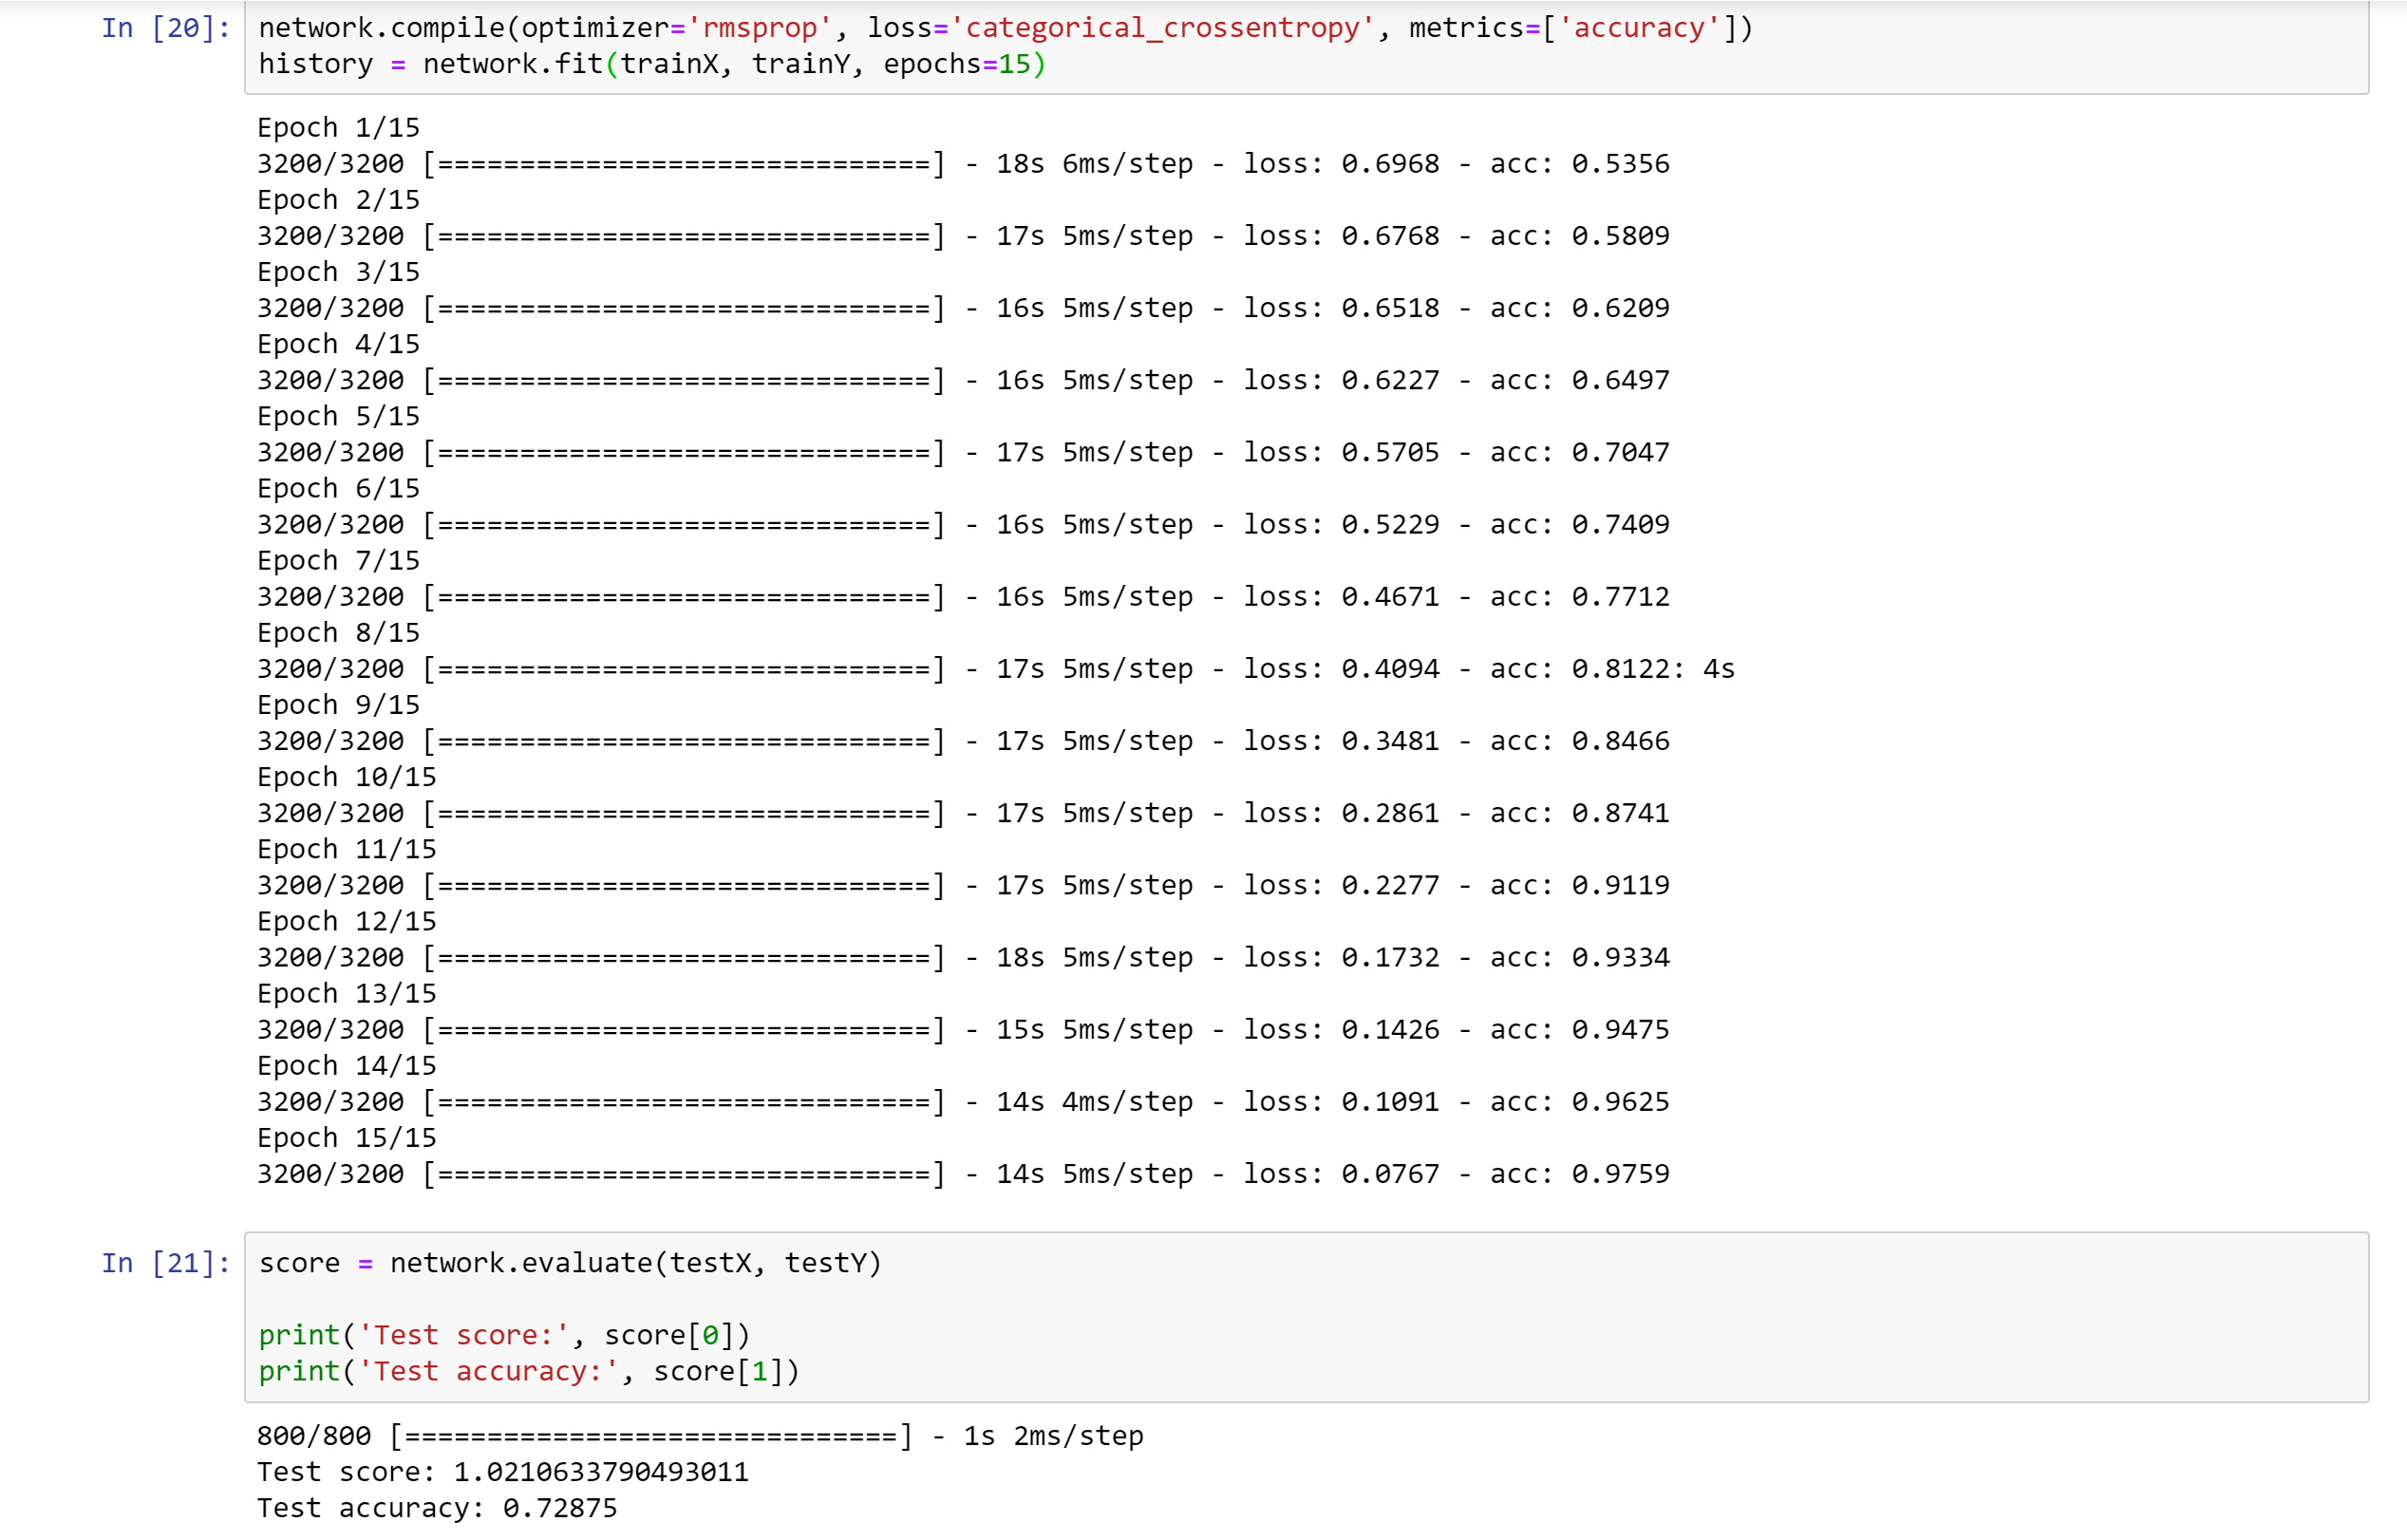 In [20]: network.compile(optimizer='rmsprop', loss='categorical_crossentropy', metrics=['accuracy'])
history = network.fit(trainX, trainY, epochs=15)
Epoch 1/15
3200/3200 [==============================] - 18s 6ms/step - loss: 0.6968 - acc: 0.5356
Epoch 2/15
3200/3200 [==============================] - 17s 5ms/step - loss: 0.6768 - acc: 0.5809
Epoch 3/15
3200/3200 [==============================] - 16s 5ms/step - loss: 0.6518 - acc: 0.6209
Epoch 4/15
3200/3200 [==============================] - 16s 5ms/step - loss: 0.6227 - acc: 0.6497
Epoch 5/15
3200/3200 [==============================] - 17s 5ms/step - loss: 0.5705 - acc: 0.7047
Epoch 6/15
3200/3200 [==============================] - 16s 5ms/step - loss: 0.5229 - acc: 0.7409
Epoch 7/15
3200/3200 [==============================] - 16s 5ms/step - loss: 0.4671 - acc: 0.7712
Epoch 8/15
3200/3200 [==============================] - 17s 5ms/step - loss: 0.4094 - acc: 0.8122: 4s
Epoch 9/15
3200/3200 [==============================] - 17s 5ms/step - loss: 0.3481 - acc: 0.8466
Epoch 10/15
3200/3200 [==============================] - 17s 5ms/step - loss: 0.2861 - acc: 0.8741
Epoch 11/15
3200/3200 [==============================] - 17s 5ms/step - loss: 0.2277 - acc: 0.9119
Epoch 12/15
3200/3200 [==============================] - 18s 5ms/step - loss: 0.1732 - acc: 0.9334
Epoch 13/15
3200/3200 [==============================] - 15s 5ms/step - loss: 0.1426 - acc: 0.9475
Epoch 14/15
3200/3200 [==============================] - 14s 4ms/step - loss: 0.1091 - acc: 0.9625
Epoch 15/15
3200/3200 [==============================] - 14s 5ms/step - loss: 0.0767 - acc: 0.9759
In [21]: score = network.evaluate(testX, testY)
print('Test score:', score[0])
print('Test accuracy:', score[1])
800/800 [==============================] - 1s 2ms/step
Test score: 1.0210633790493011
Test accuracy: 0.72875